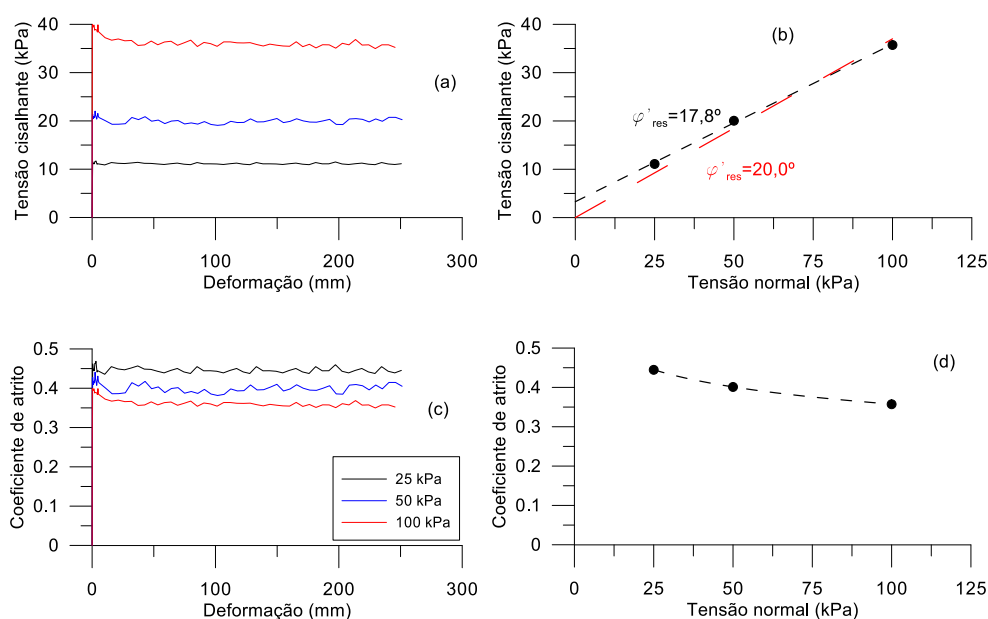 40
30
20
10
0
Tensão cisalhante (kPa)
(a)
0 100 200 300
Deformação (mm)
40
30
20
10
0
Tensão cisalhante (kPa)
(b)
φ'res=17,8º
φ'res=20,0º
0 25 50 75 100 125
Tensão normal (kPa)
0.5
0.4
0.3
0.2
0.1
0
Coeficiente de atrito
(c)
25 kPa
50 kPa
100 kPa
0 100 200 300
Deformação (mm)
0.5
0.4
0.3
0.2
0.1
0
Coeficiente de atrito
(d)
0 25 50 75 100 125
Tensão normal (kPa)